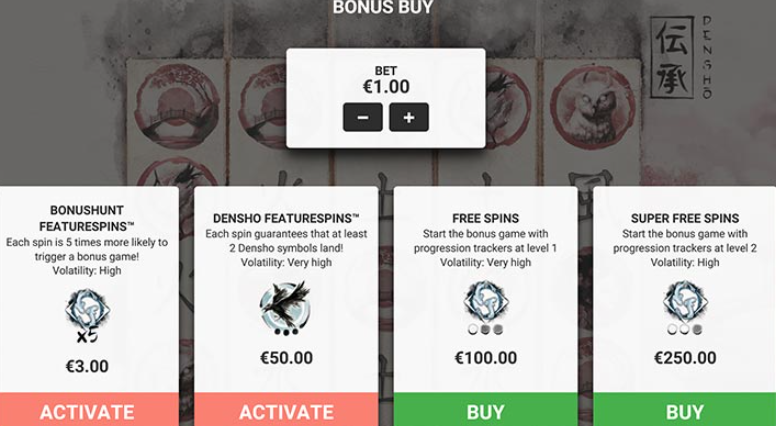 BONUS BUY
伝承
DENSHŌ
BET
€1.00
BONUSHUNT
FEATURESPINS™
Each spin is 5 times more likely to
trigger a bonus game!
Volatility: High
x5
€3.00
ACTIVATE
DENSHO FEATURESPINS™
Each spin guarantees that at least
2 Densho symbols land!
Volatility: Very high
€50.00
ACTIVATE
FREE SPINS
Start the bonus game with
progression trackers at level 1
Volatility: Very high
€100.00
BUY
SUPER FREE SPINS
Start the bonus game with
progression trackers at level 2
Volatility: High
€250.00
BUY